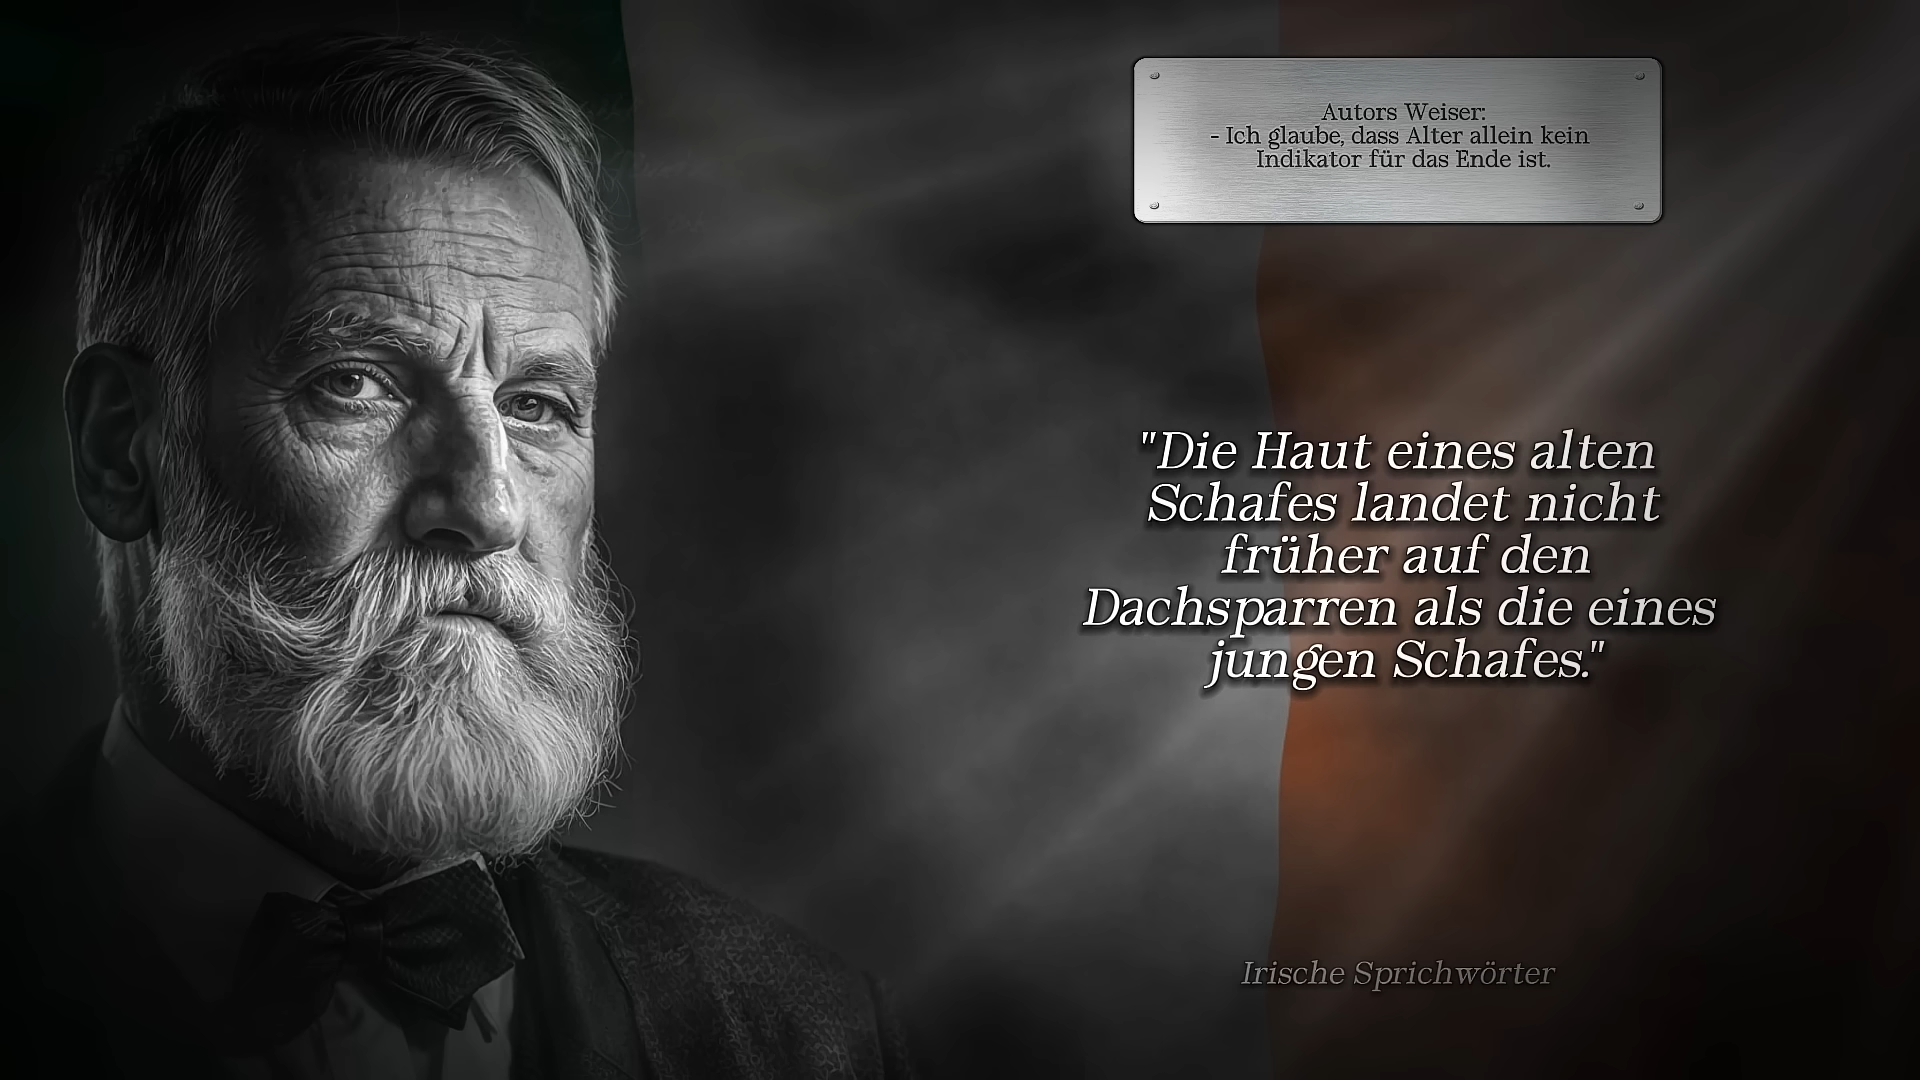 Autors Weiser:
- Ich glaube, dass Alter allein kein
Indikator für das Ende ist.
"Die Haut eines alten
Schafes landet nicht
früher auf den
Dachsparren als die eines
jungen Schafes."
Irische Sprichwörter